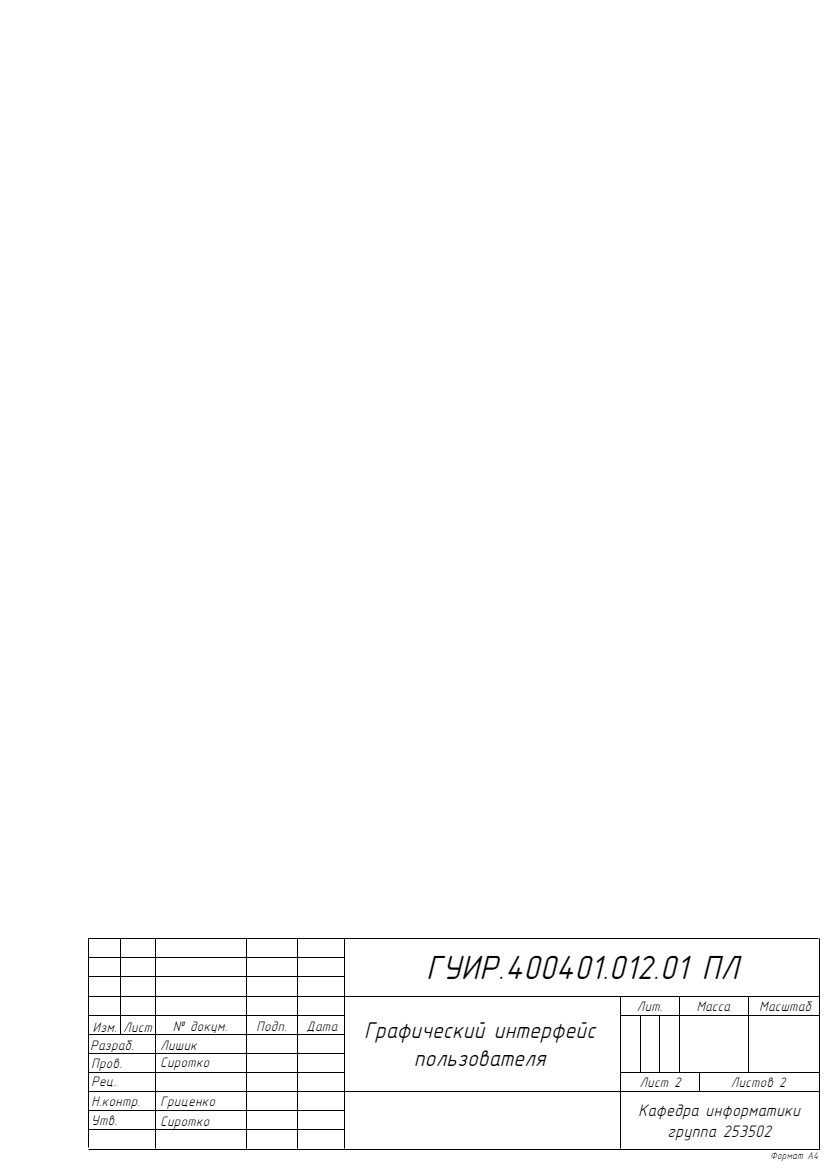 ГУИР.400401.012.01 ПЛ
Лит. Масса Масштаб
Изм. Лист № докум. Подп. Дата
Графический интерфейс
пользователя
Разраб. Лишик
Пров. Сиротко
Рец.
Лист 2 Листов 2
Н.контр. Гриценко
Утв. Сиротко
Кафедра информатики
группа 253502
Формат А4